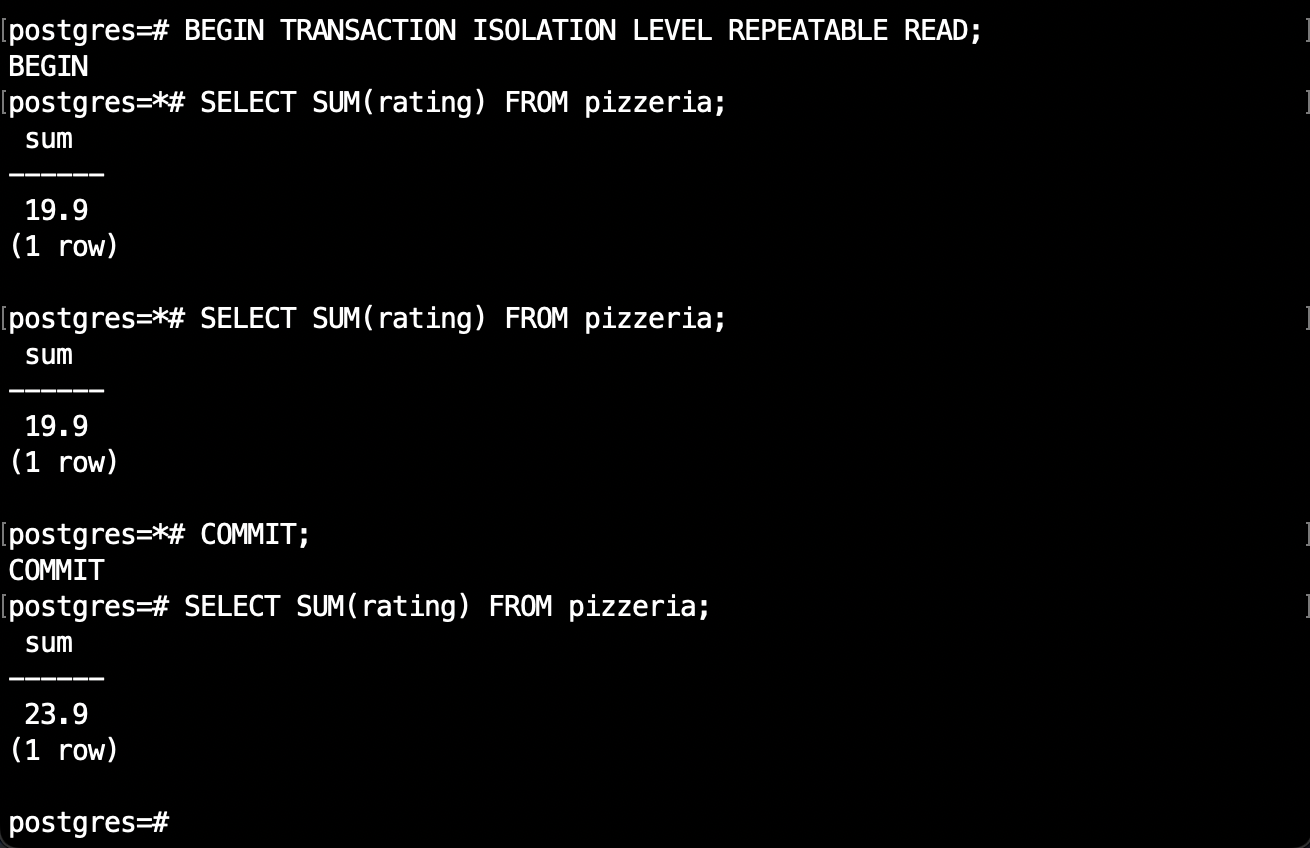 postgres=# BEGIN TRANSACTION ISOLATION LEVEL REPEATABLE READ;
BEGIN
postgres=*# SELECT SUM(rating) FROM pizzeria;
 sum
------
 19.9
(1 row)

postgres=*# SELECT SUM(rating) FROM pizzeria;
 sum
------
 19.9
(1 row)

postgres=*# COMMIT;
COMMIT
postgres=# SELECT SUM(rating) FROM pizzeria;
 sum
------
 23.9
(1 row)

postgres=#